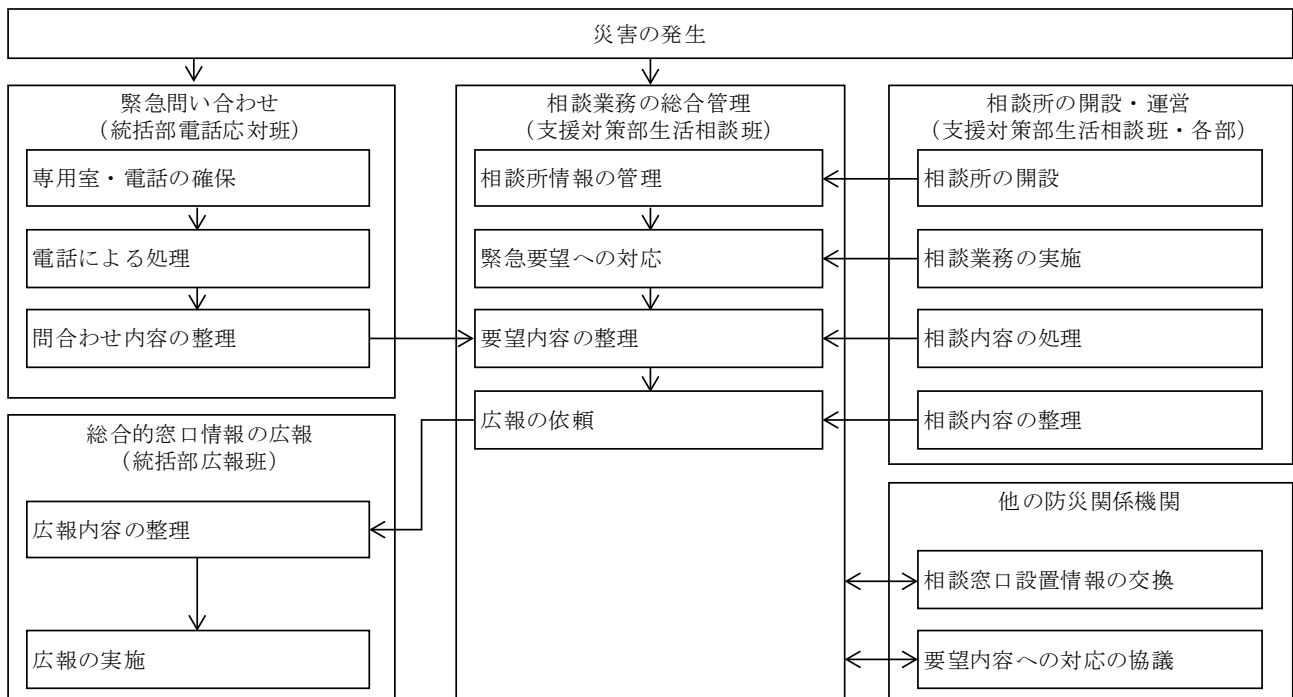 災害の発生
緊急問い合わせ
（統括部電話応対班）
専用室・電話の確保
電話による処理
問合わせ内容の整理
総合的窓口情報の広報
（統括部広報班）
広報内容の整理
広報の実施
相談業務の総合管理
（支援対策部生活相談班）
相談所情報の管理
緊急要望への対応
要望内容の整理
広報の依頼
相談所の開設・運営
（支援対策部生活相談班・各部）
相談所の開設
相談業務の実施
相談内容の処理
相談内容の整理
他の防災関係機関
相談窓口設置情報の交換
要望内容への対応の協議